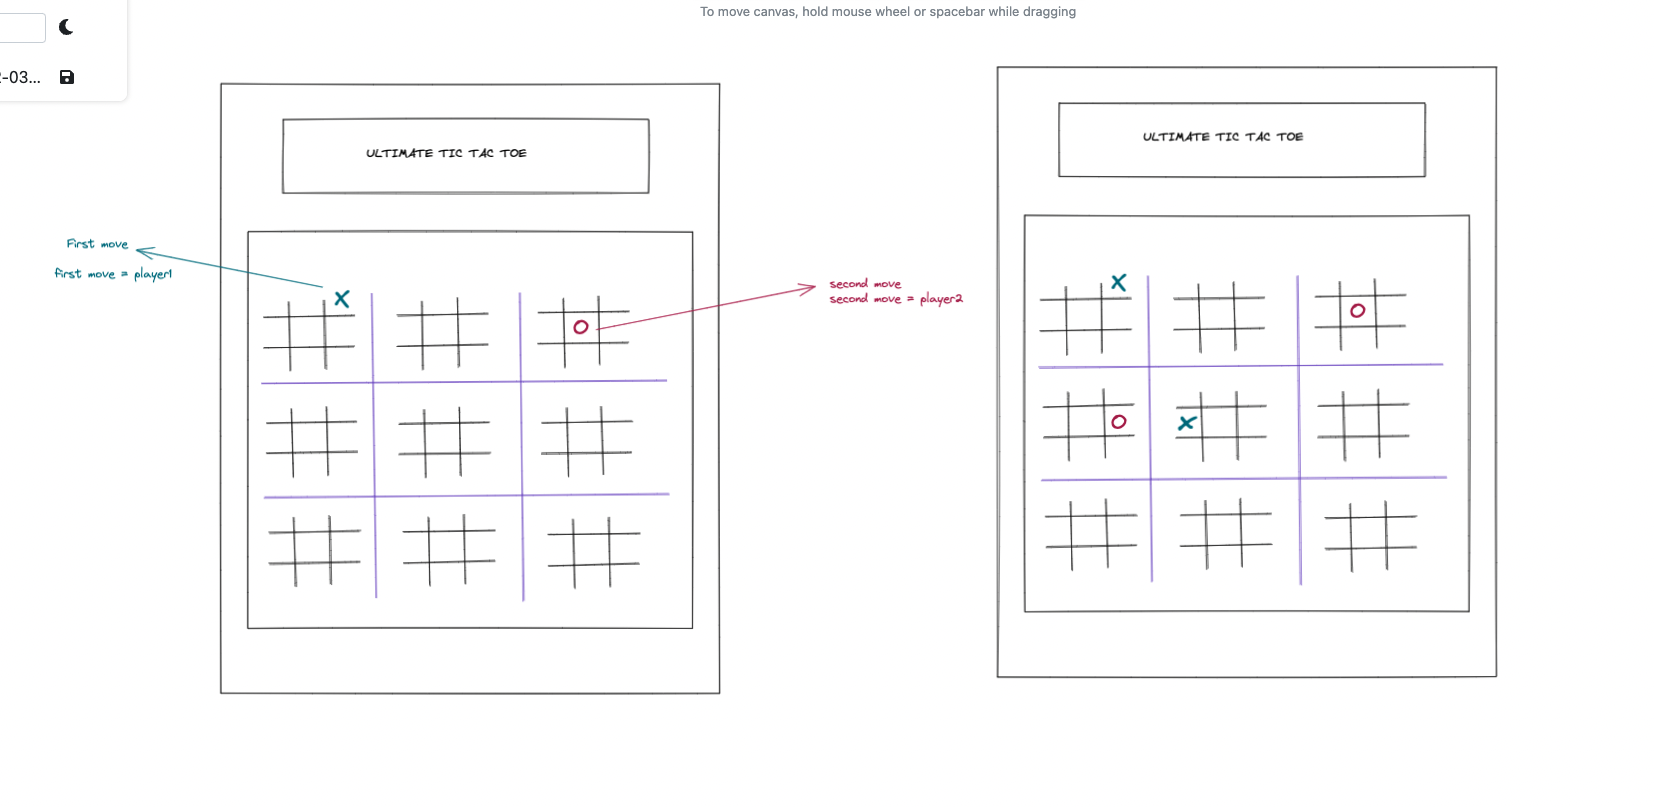 To move canvas, hold mouse wheel or spacebar while dragging
-03...
ULTIMATE TIC TAC TOE
First move
first move = player1
X
O
second move
second move = player2
ULTIMATE TIC TAC TOE
X
O
O
X